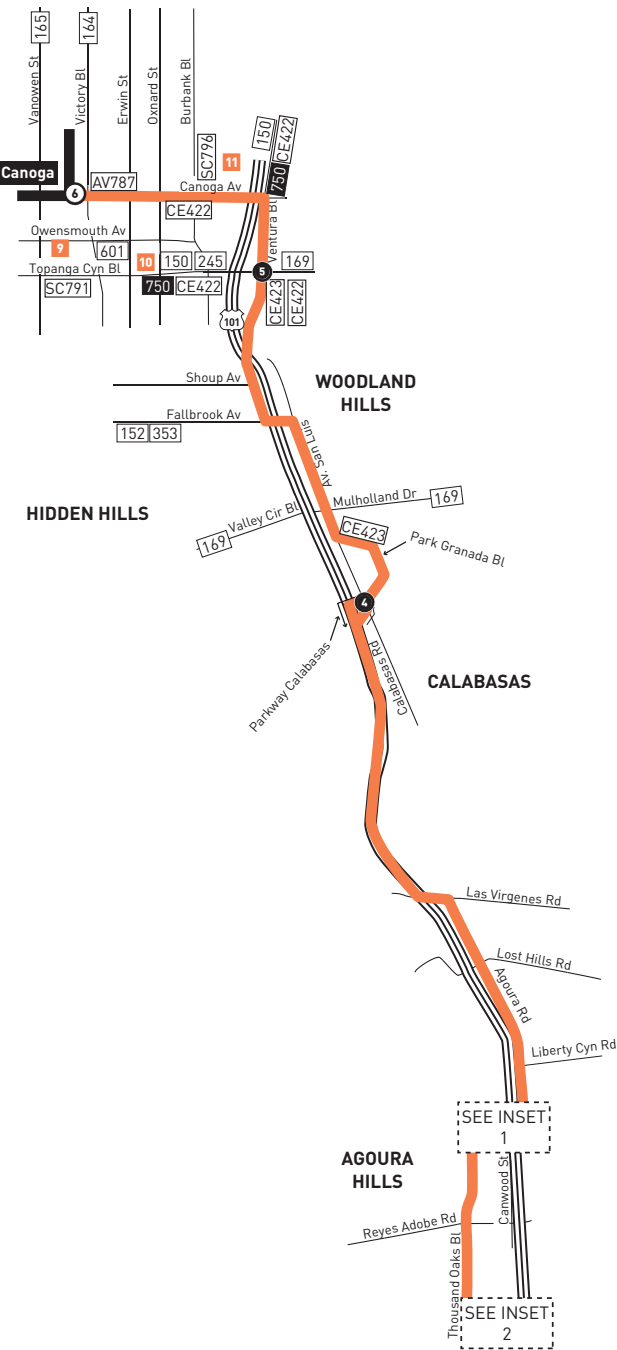 165
164
Vanowen St
Victory Bl
Erwin St
Oxnard St
Burbank Bl
150
CE422
750
SC796
11
Canoga
6
AV787
Canoga Av
CE422
Ventura Bl
Owensmouth Av
9
601
10
150
245
5
169
Topanga Cyn Bl
SC791
750
CE422
CE423
CE422
101
Shoup Av
WOODLAND
HILLS
Fallbrook Av
152
353
Av. San Luis
HIDDEN HILLS
Mulholland Dr
169
Valley Cir Bl
169
CE423
Park Granada Bl
4
Parkway Calabasas
Calabasas Rd
CALABASAS
Las Virgenes Rd
Lost Hills Rd
Agoura Rd
Liberty Cyn Rd
SEE INSET
1
AGOURA
HILLS
Canwood St
Reyes Adobe Rd
Thousand Oaks Bl
SEE INSET
2